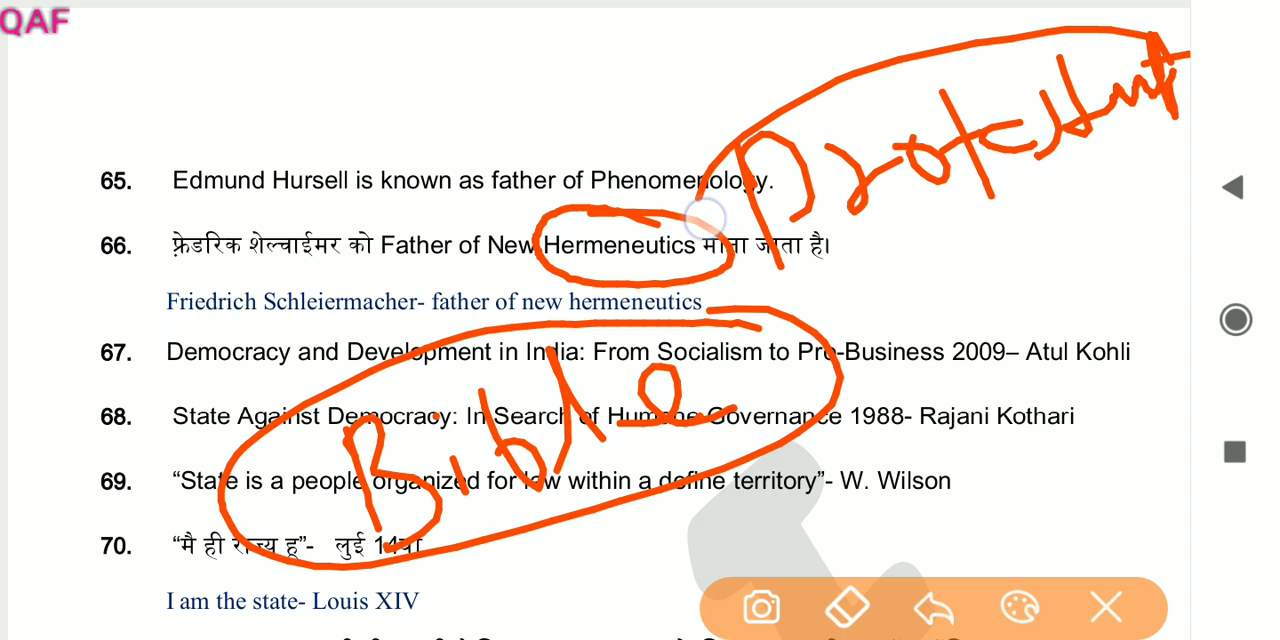 QAF
Protestant
65. Edmund Hursell is known as father of Phenomenology.
66. फ्रेडरिक शेल्वाईमर को Father of New Hermeneutics माना जाता है।
Friedrich Schleiermacher- father of new hermeneutics
67. Democracy and Development in India: From Socialism to Pro-Business 2009– Atul Kohli
Bible
68. State Against Democracy: In Search of Humane Governance 1988- Rajani Kothari
69. “State is a people organized for law within a define territory”- W. Wilson
70. “मै ही राज्य हू”- लुई 14वा
I am the state- Louis XIV